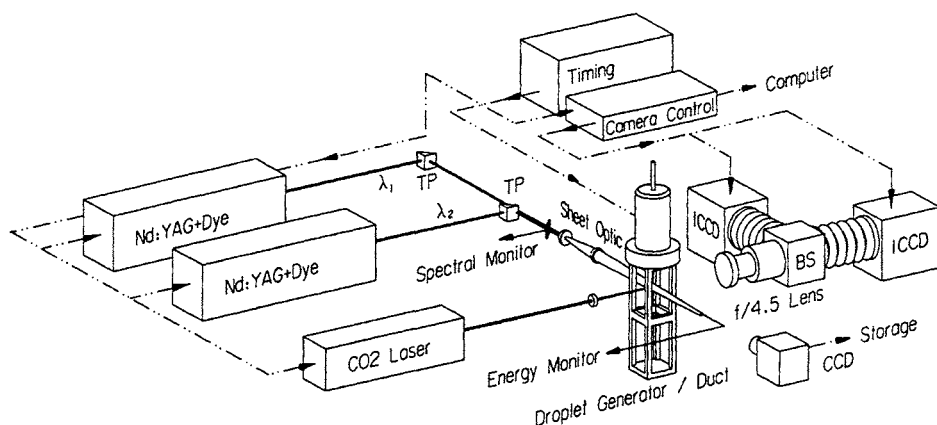 Timing
Computer
Camera Control
TP
λ₁
TP
λ₂
Nd:YAG+Dye
Nd:YAG+Dye
Sheet Optic
Spectral Monitor
ICCD
ICCD
BS
f/4.5 Lens
CO2 Laser
Energy Monitor
Storage
CCD
Droplet Generator / Duct